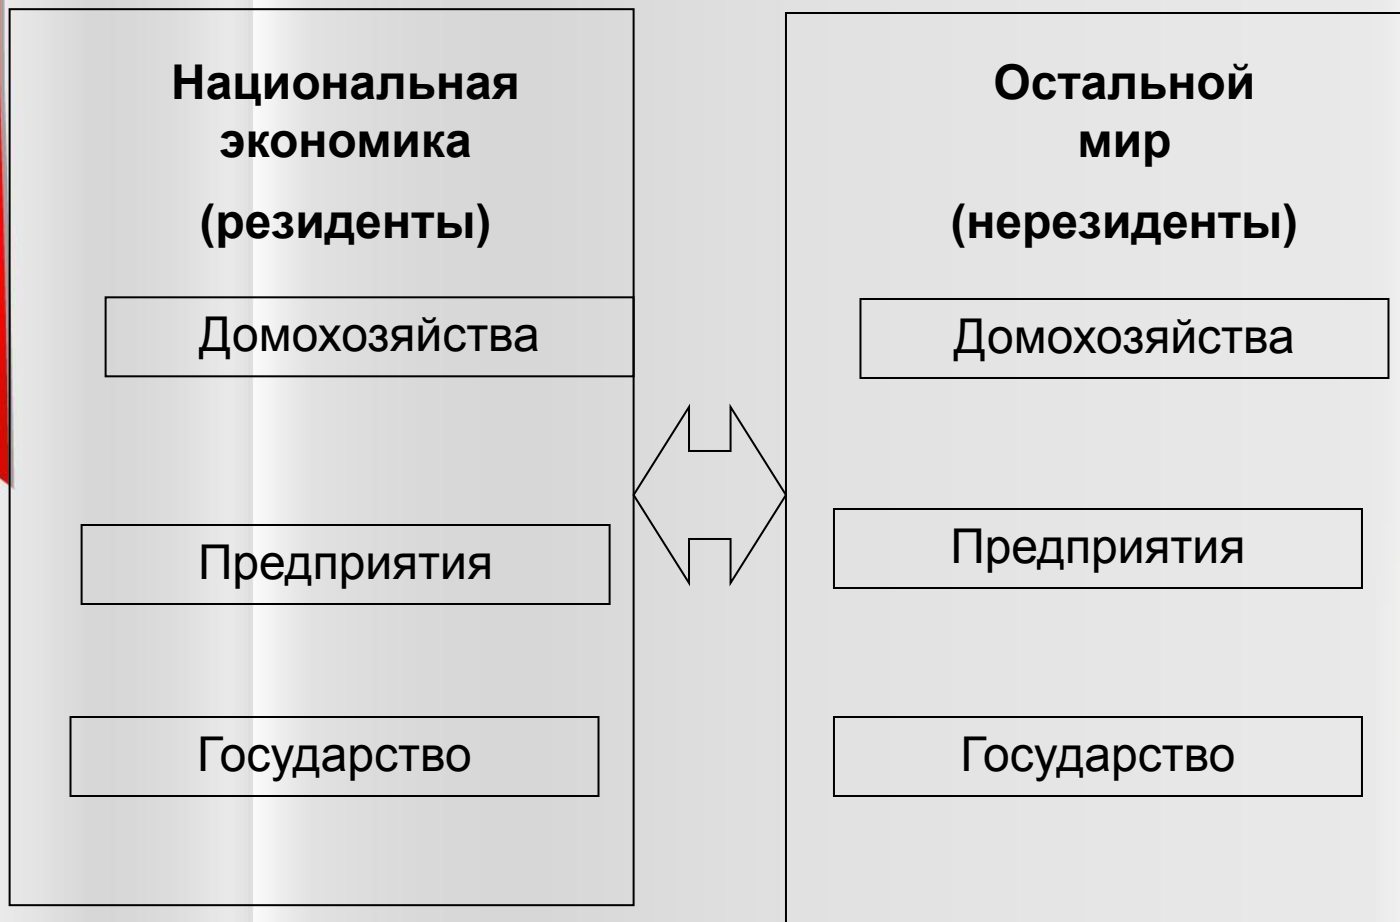 Национальная
экономика
(резиденты)
Домохозяйства
Предприятия
Государство
Остальной
мир
(нерезиденты)
Домохозяйства
Предприятия
Государство